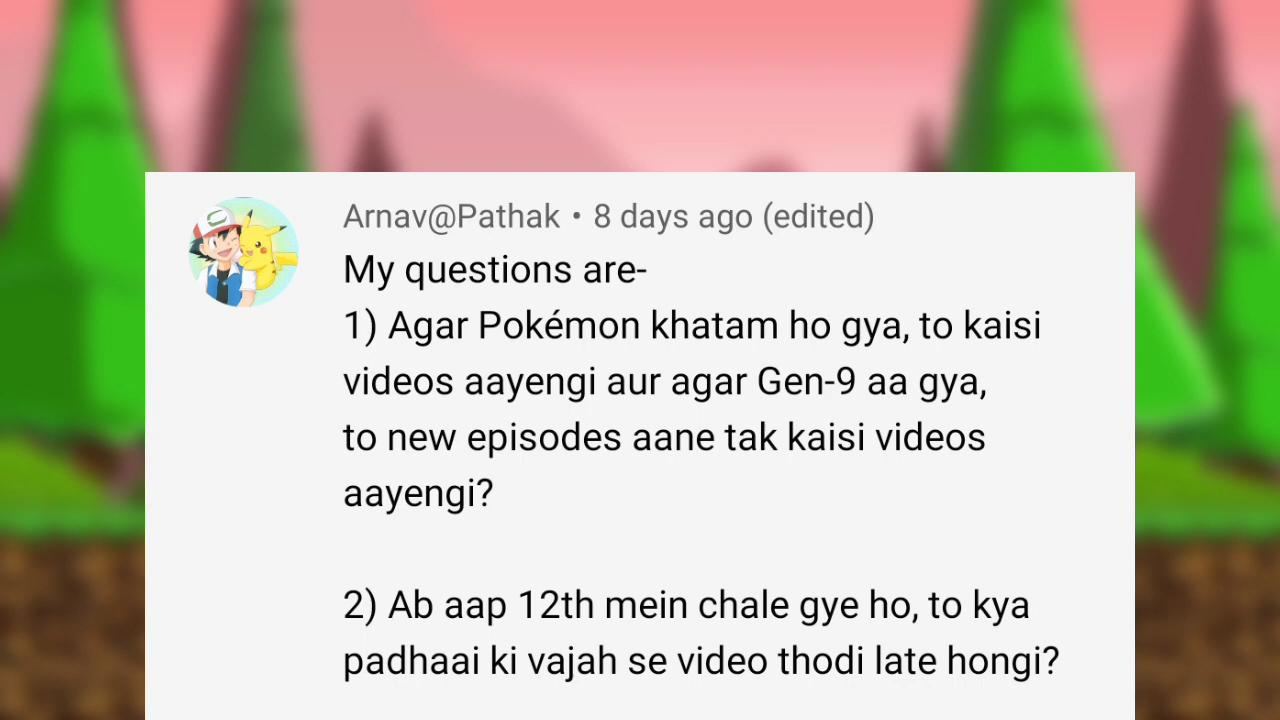 Arnav@Pathak • 8 days ago (edited)
My questions are-
1) Agar Pokémon khatam ho gya, to kaisi
videos aayengi aur agar Gen-9 aa gya,
to new episodes aane tak kaisi videos
aayengi?
2) Ab aap 12th mein chale gye ho, to kya
padhaai ki vajah se video thodi late hongi?